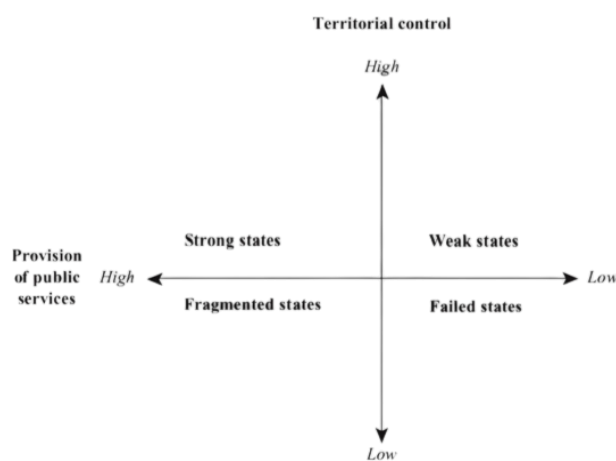 Territorial control
High
Strong states
Weak states
Provision
of public
services
High
Low
Fragmented states
Failed states
Low